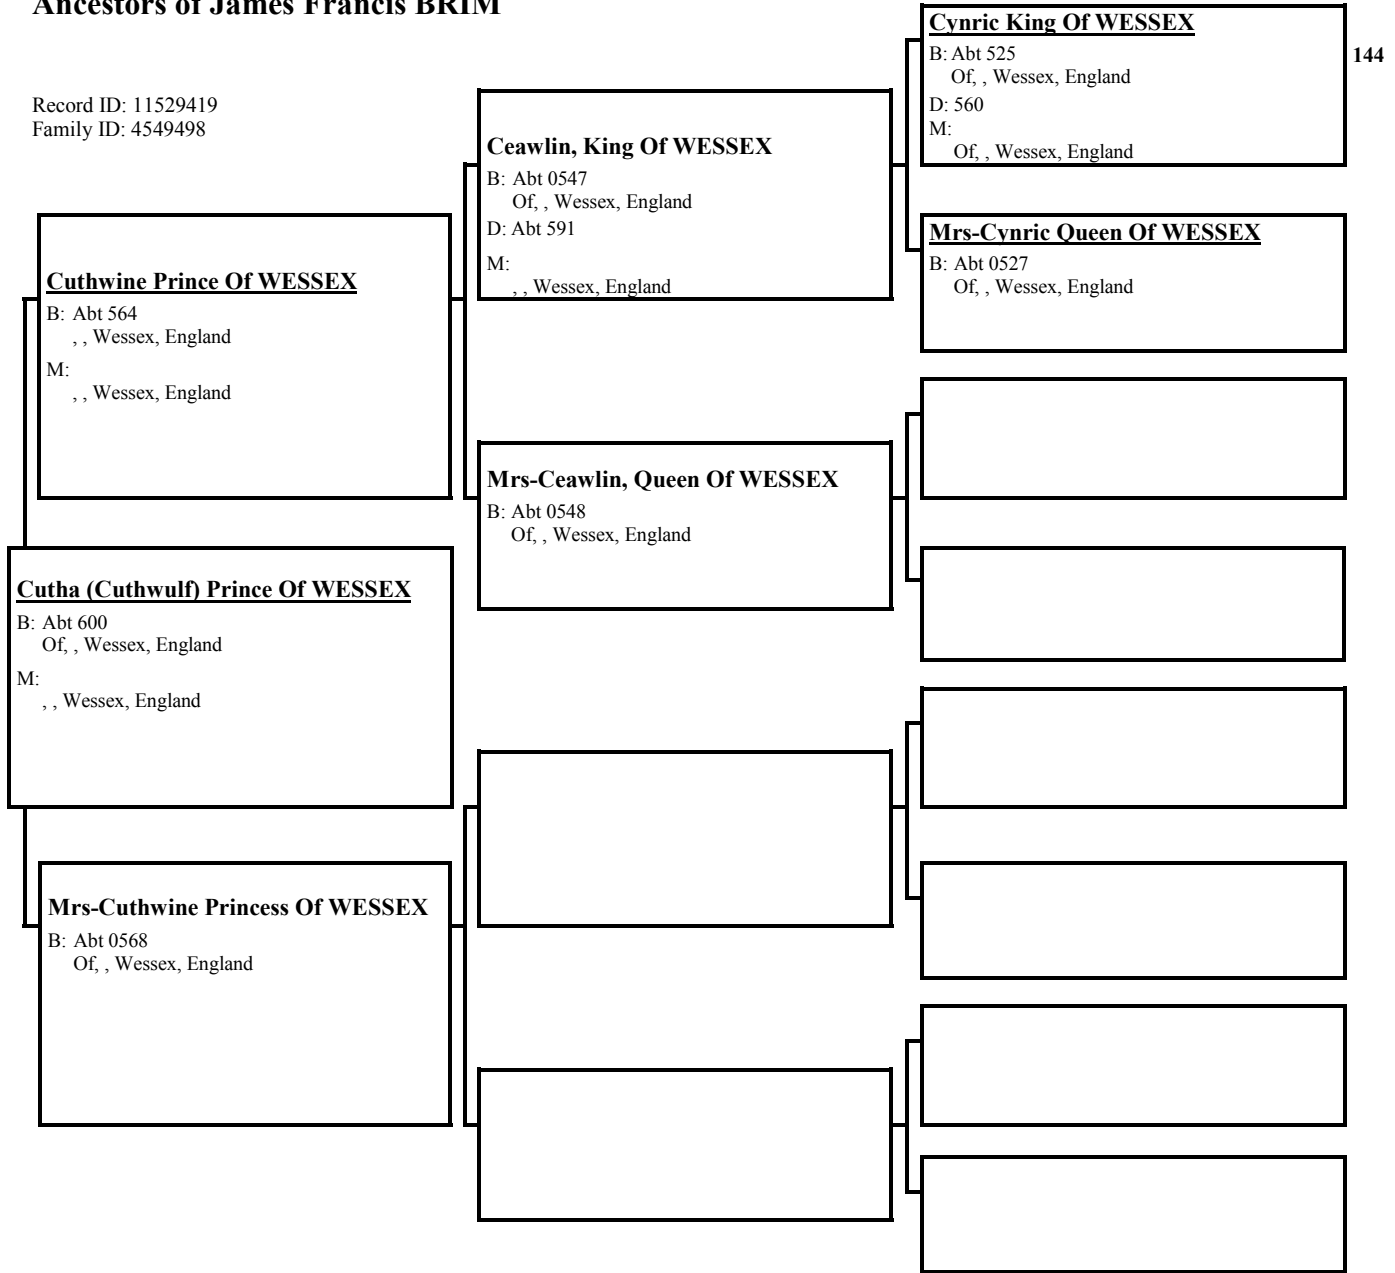 Ancestors of James Francis BRIM
144
Record ID: 11529419
Family ID: 4549498
Cynric King Of WESSEX
B: Abt 525
Of, , Wessex, England
D: 560
M:
Of, , Wessex, England
Ceawlin, King Of WESSEX
B: Abt 0547
Of, , Wessex, England
D: Abt 591
M:
, , Wessex, England
Mrs-Cynric Queen Of WESSEX
B: Abt 0527
Of, , Wessex, England
Cuthwine Prince Of WESSEX
B: Abt 564
, , Wessex, England
M:
, , Wessex, England
Mrs-Ceawlin, Queen Of WESSEX
B: Abt 0548
Of, , Wessex, England
Cutha (Cuthwulf) Prince Of WESSEX
B: Abt 600
Of, , Wessex, England
M:
, , Wessex, England
Mrs-Cuthwine Princess Of WESSEX
B: Abt 0568
Of, , Wessex, England